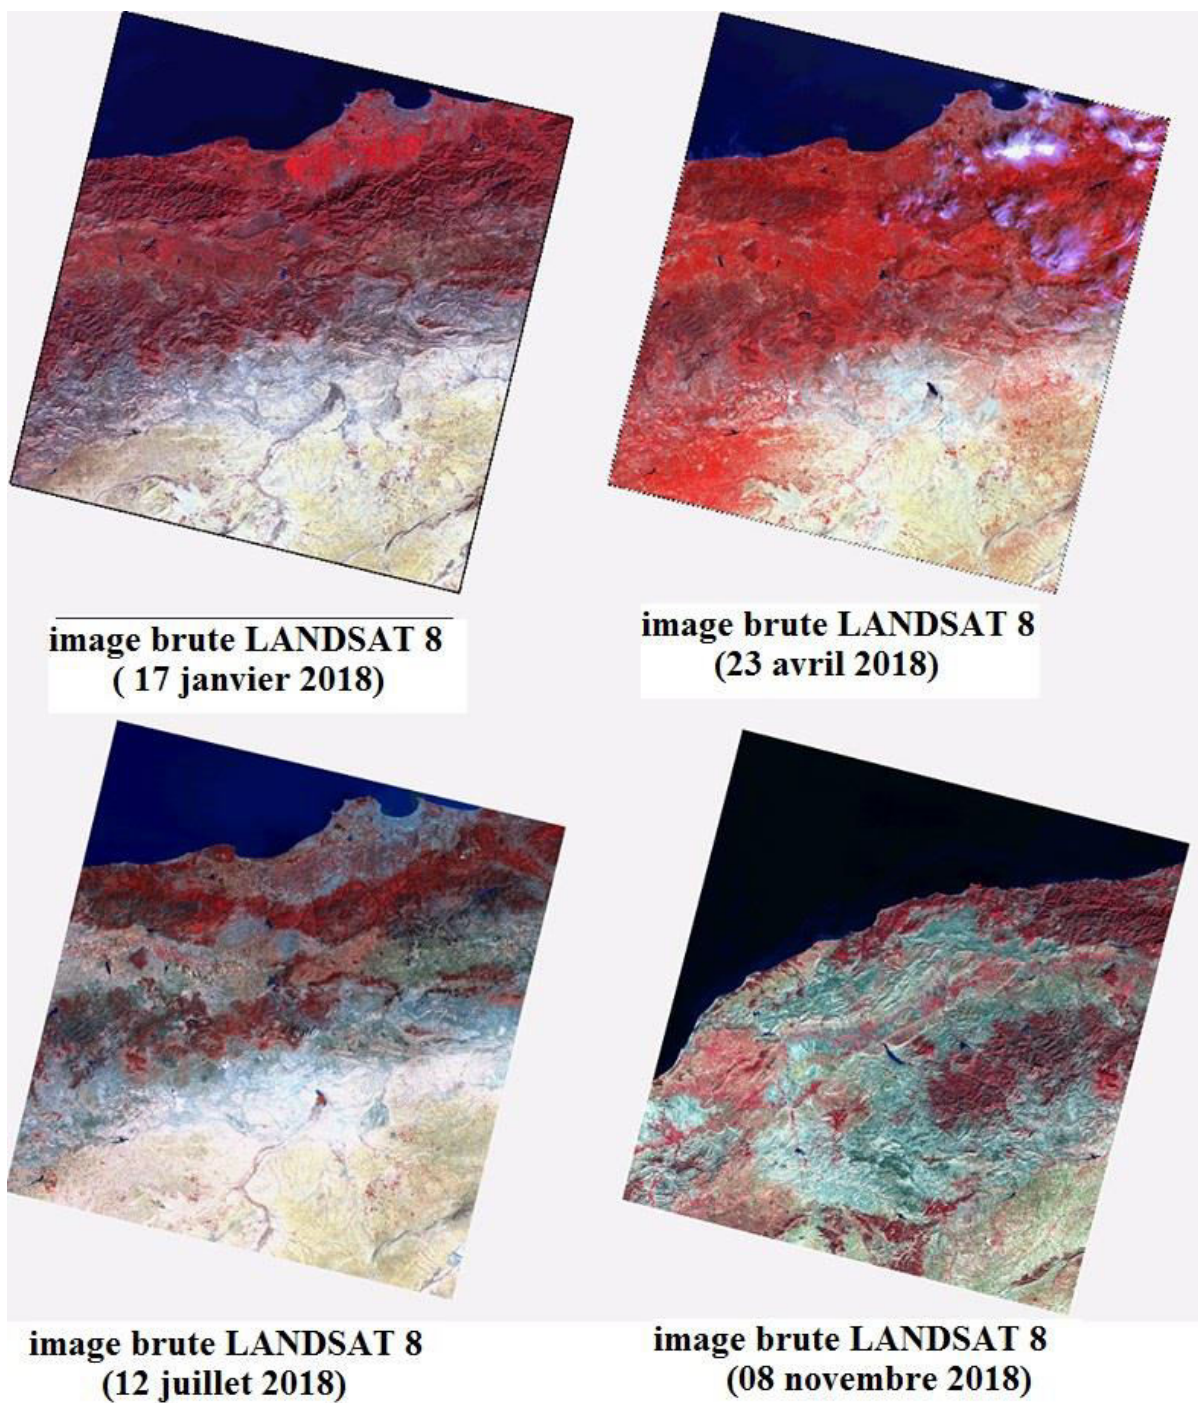 image brute LANDSAT 8
( 17 janvier 2018)
image brute LANDSAT 8
(23 avril 2018)
image brute LANDSAT 8
(12 juillet 2018)
image brute LANDSAT 8
(08 novembre 2018)